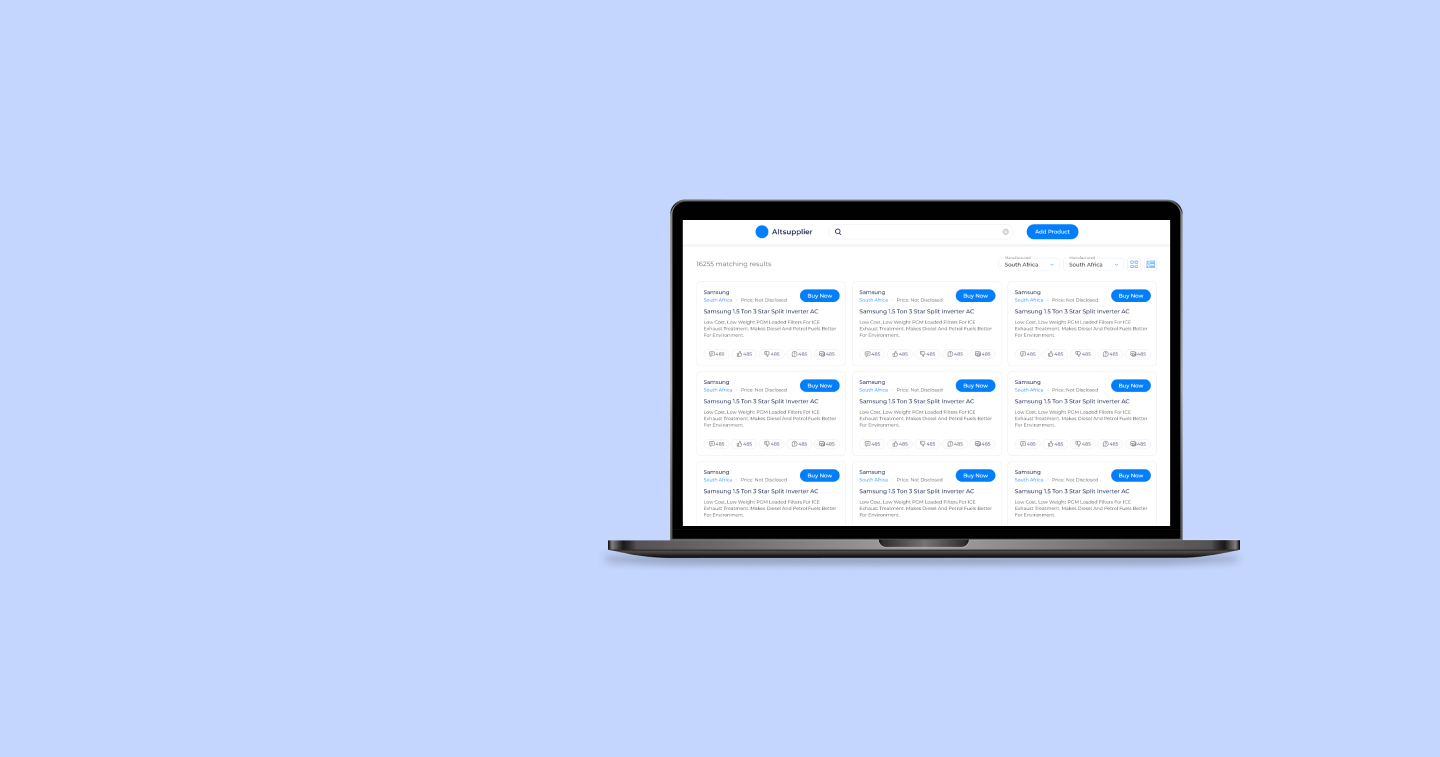 Altsupplier
Add Product
16255 matching results
Manufactured
South Africa
Manufactured
South Africa
Samsung
Buy Now
South Africa · Price: Not Disclosed
Samsung 1.5 Ton 3 Star Split Inverter AC
Low Cost, Low Weight PGM Loaded Filters For ICE
Exhaust Treatment. Makes Diesel And Petrol Fuels Better
For Environment.
485 485 485 485 485
Samsung
Buy Now
South Africa · Price: Not Disclosed
Samsung 1.5 Ton 3 Star Split Inverter AC
Low Cost, Low Weight PGM Loaded Filters For ICE
Exhaust Treatment. Makes Diesel And Petrol Fuels Better
For Environment.
485 485 485 485 485
Samsung
Buy Now
South Africa · Price: Not Disclosed
Samsung 1.5 Ton 3 Star Split Inverter AC
Low Cost, Low Weight PGM Loaded Filters For ICE
Exhaust Treatment. Makes Diesel And Petrol Fuels Better
For Environment.
485 485 485 485 485
Samsung
Buy Now
South Africa · Price: Not Disclosed
Samsung 1.5 Ton 3 Star Split Inverter AC
Low Cost, Low Weight PGM Loaded Filters For ICE
Exhaust Treatment. Makes Diesel And Petrol Fuels Better
For Environment.
485 485 485 485 485
Samsung
Buy Now
South Africa · Price: Not Disclosed
Samsung 1.5 Ton 3 Star Split Inverter AC
Low Cost, Low Weight PGM Loaded Filters For ICE
Exhaust Treatment. Makes Diesel And Petrol Fuels Better
For Environment.
485 485 485 485 485
Samsung
Buy Now
South Africa · Price: Not Disclosed
Samsung 1.5 Ton 3 Star Split Inverter AC
Low Cost, Low Weight PGM Loaded Filters For ICE
Exhaust Treatment. Makes Diesel And Petrol Fuels Better
For Environment.
485 485 485 485 485
Samsung
Buy Now
South Africa · Price: Not Disclosed
Samsung 1.5 Ton 3 Star Split Inverter AC
Low Cost, Low Weight PGM Loaded Filters For ICE
Exhaust Treatment. Makes Diesel And Petrol Fuels Better
For Environment.
Samsung
Buy Now
South Africa · Price: Not Disclosed
Samsung 1.5 Ton 3 Star Split Inverter AC
Low Cost, Low Weight PGM Loaded Filters For ICE
Exhaust Treatment. Makes Diesel And Petrol Fuels Better
For Environment.
Samsung
Buy Now
South Africa · Price: Not Disclosed
Samsung 1.5 Ton 3 Star Split Inverter AC
Low Cost, Low Weight PGM Loaded Filters For ICE
Exhaust Treatment. Makes Diesel And Petrol Fuels Better
For Environment.